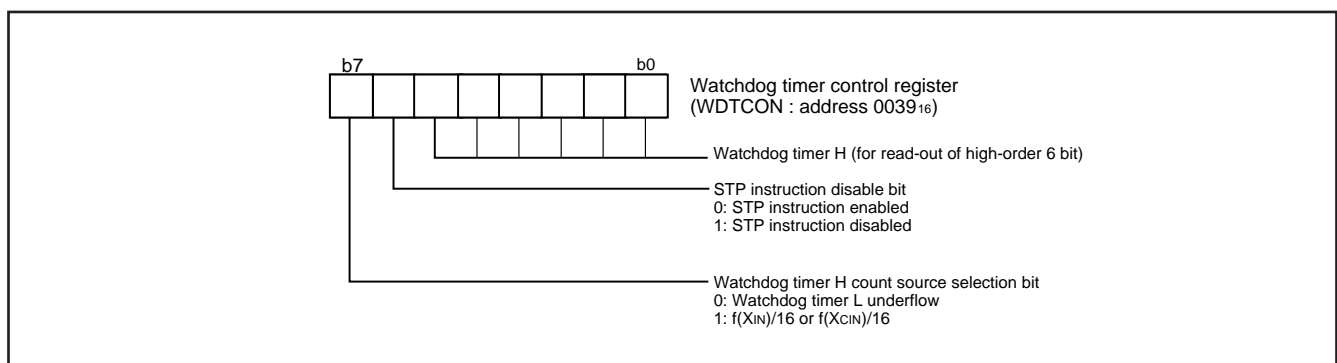 b7 b0
Watchdog timer control register
(WDTCON : address 003916)
Watchdog timer H (for read-out of high-order 6 bit)
STP instruction disable bit
0: STP instruction enabled
1: STP instruction disabled
Watchdog timer H count source selection bit
0: Watchdog timer L underflow
1: f(XIN)/16 or f(XCIN)/16